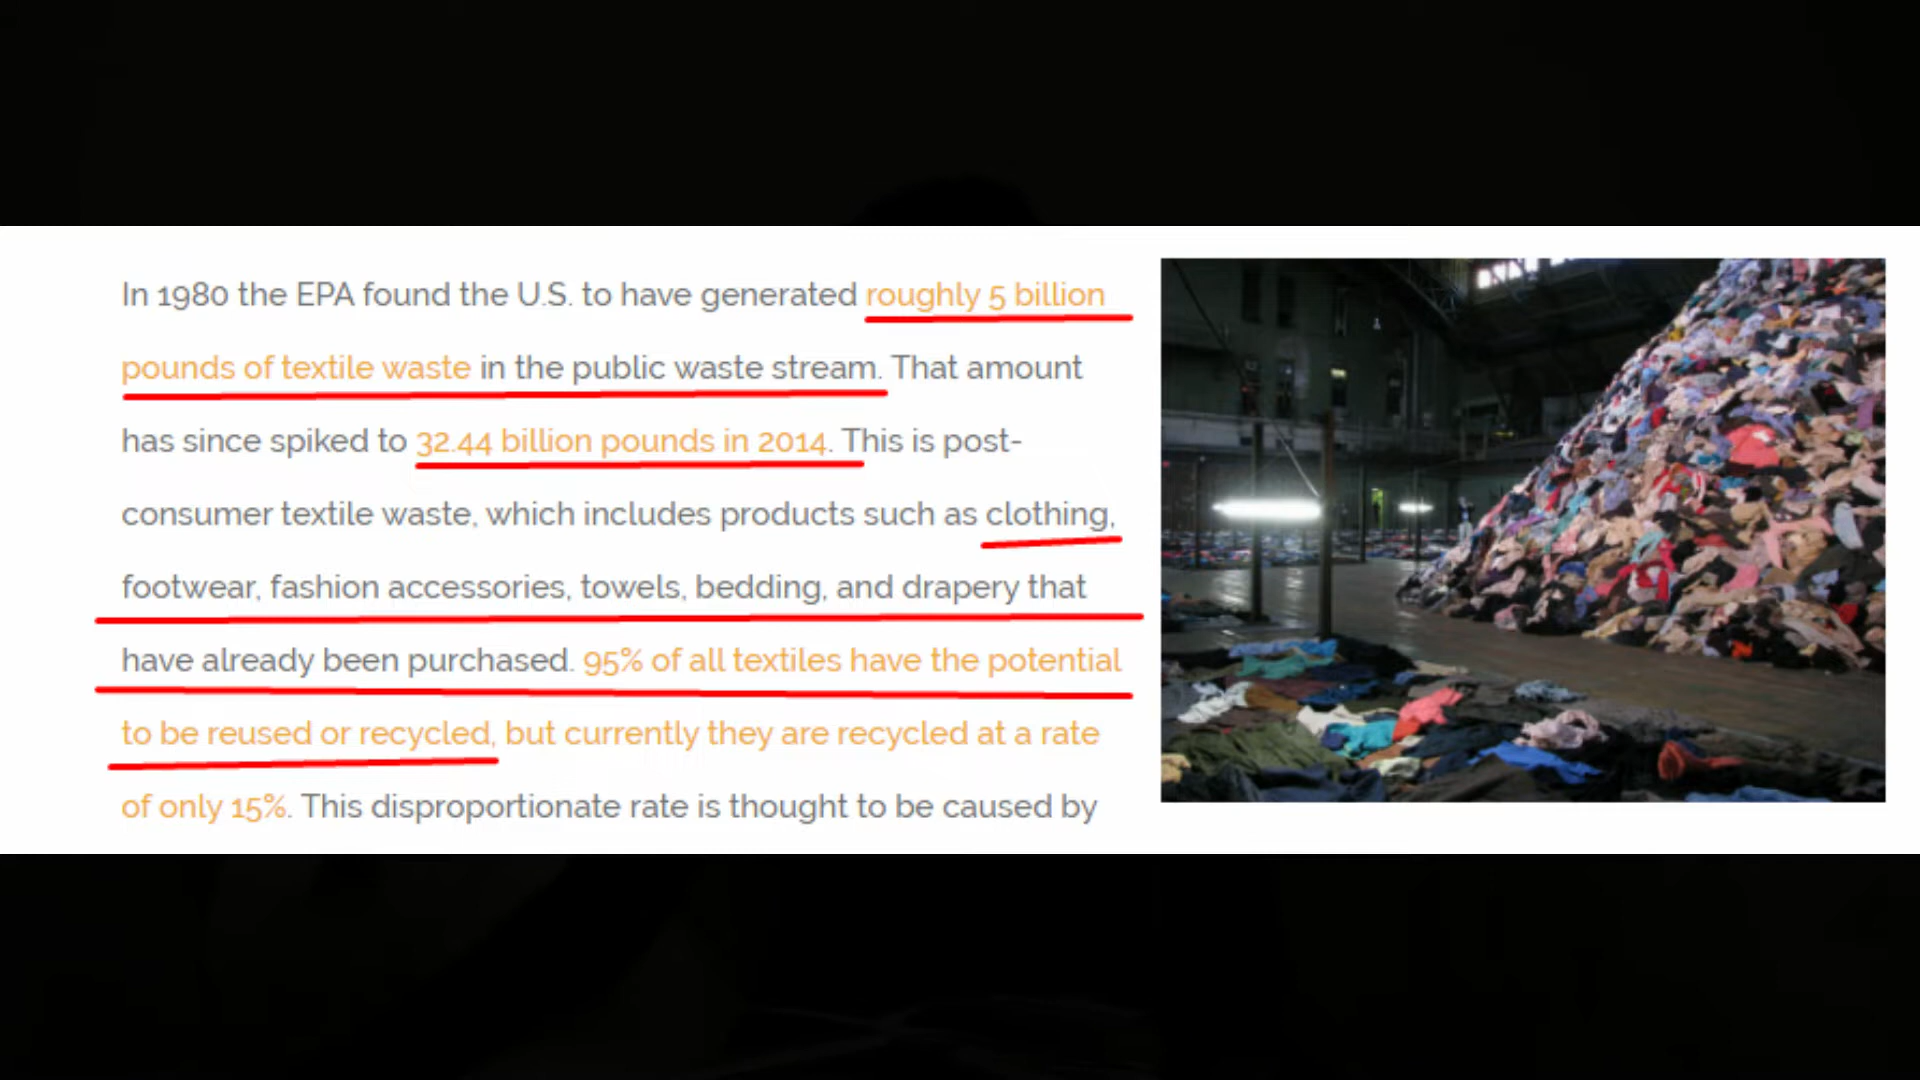 In 1980 the EPA found the U.S. to have generated roughly 5 billion
pounds of textile waste in the public waste stream. That amount
has since spiked to 32.44 billion pounds in 2014. This is post-
consumer textile waste, which includes products such as clothing,
footwear, fashion accessories, towels, bedding, and drapery that
have already been purchased. 95% of all textiles have the potential
to be reused or recycled, but currently they are recycled at a rate
of only 15%. This disproportionate rate is thought to be caused by